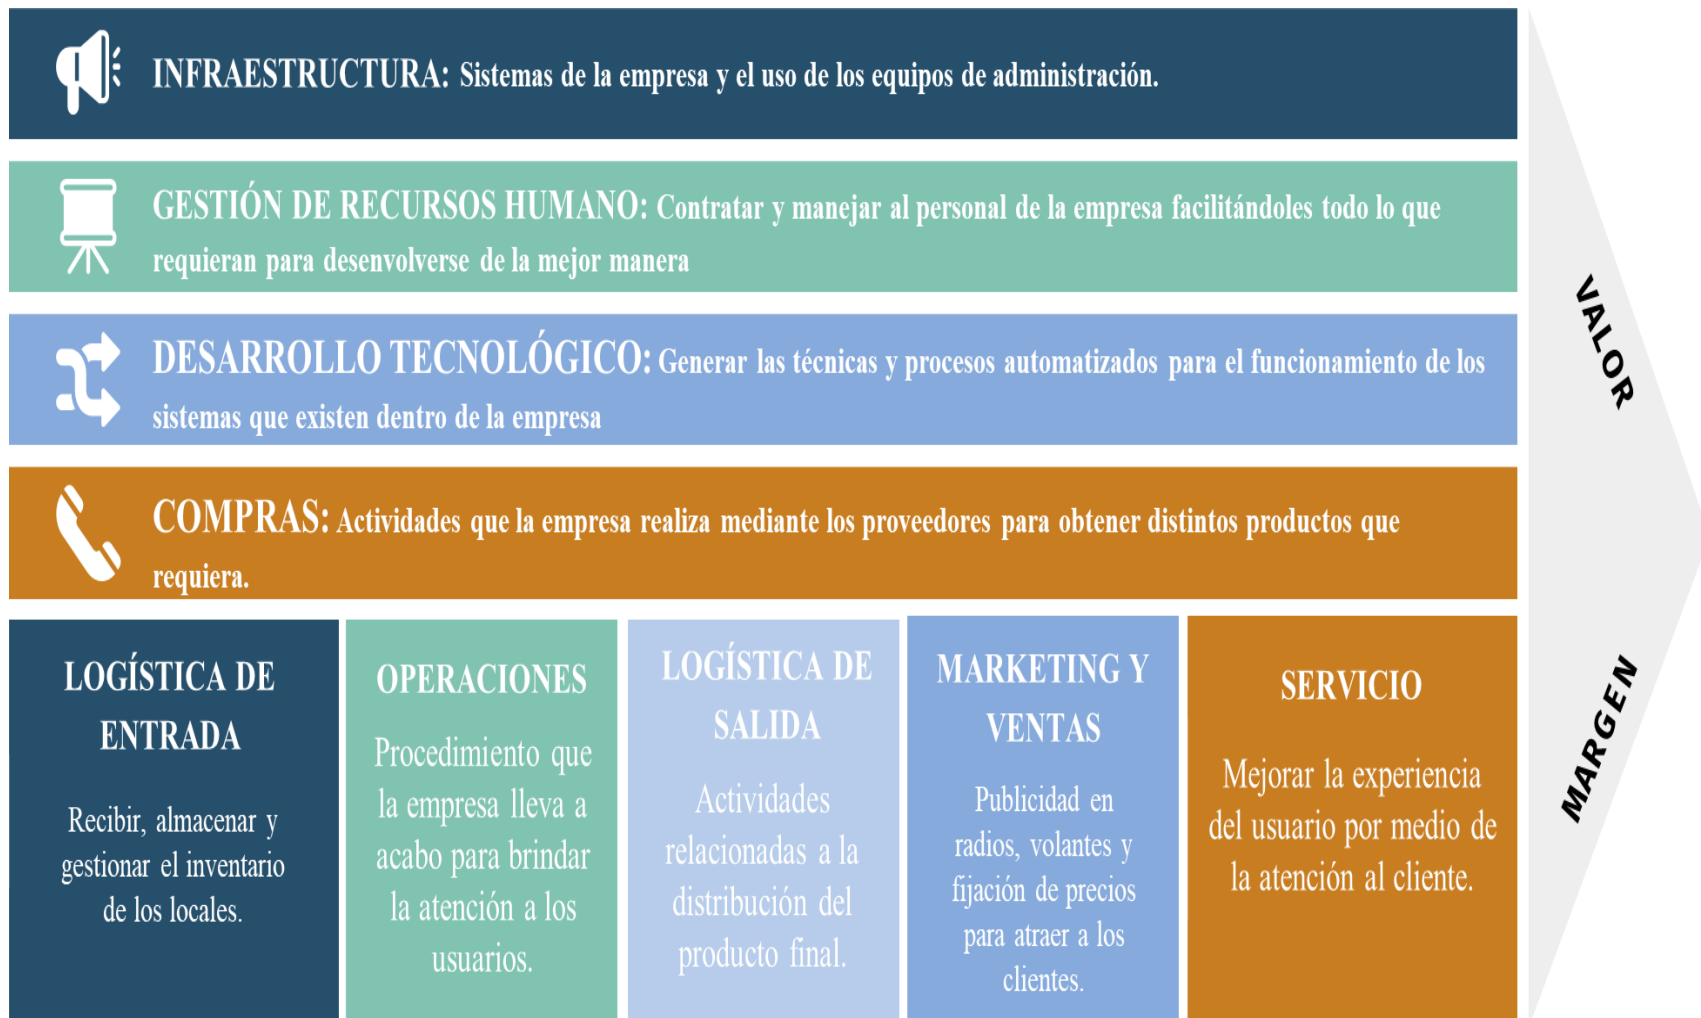 INFRAESTRUCTURA: Sistemas de la empresa y el uso de los equipos de administración.
GESTIÓN DE RECURSOS HUMANO: Contratar y manejar al personal de la empresa facilitándoles todo lo que
requieran para desenvolverse de la mejor manera
DESARROLLO TECNOLÓGICO: Generar las técnicas y procesos automatizados para el funcionamiento de los
sistemas que existen dentro de la empresa
COMPRAS: Actividades que la empresa realiza mediante los proveedores para obtener distintos productos que
requiera.
LOGÍSTICA DE
ENTRADA
Recibir, almacenar y
gestionar el inventario
de los locales.
OPERACIONES
Procedimiento que
la empresa lleva a
acabo para brindar
la atención a los
usuarios.
LOGÍSTICA DE
SALIDA
Actividades
relacionadas a la
distribución del
producto final.
MARKETING Y
VENTAS
Publicidad en
radios, volantes y
fijación de precios
para atraer a los
clientes.
SERVICIO
Mejorar la experiencia
del usuario por medio de
la atención al cliente.
VALOR
MARGEN